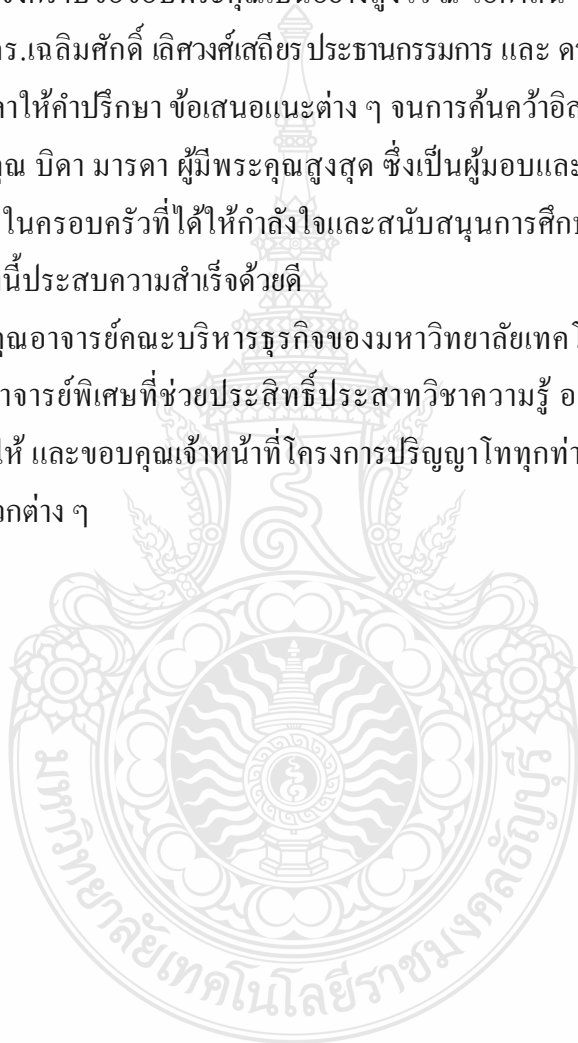 ร.เฉลิมศักดิ์ เลิศวงศ์เสถียร ประธานกรรมการ และ ดร
าให้คำปรึกษา ข้อเสนอแนะต่าง ๆ จนการค้นคว้าอิส
ุณ บิดา มารดา ผู้มีพระคุณสูงสุด ซึ่งเป็นผู้มอบและ
ในครอบครัวที่ได้ให้กำลังใจและสนับสนุนการศึก
นี้ประสบความสำเร็จด้วยดี
ุณอาจารย์คณะบริหารธุรกิจของมหาวิทยาลัยเทคโ
าจารย์พิเศษที่ช่วยประสิทธิ์ประสาทวิชาความรู้ อ
ห้ และขอบคุณเจ้าหน้าที่โครงการปริญญาโททุกท่า
วกต่าง ๆ
มหาวิทยาลัยเทคโนโลยีราชมงคลธัญบุรี